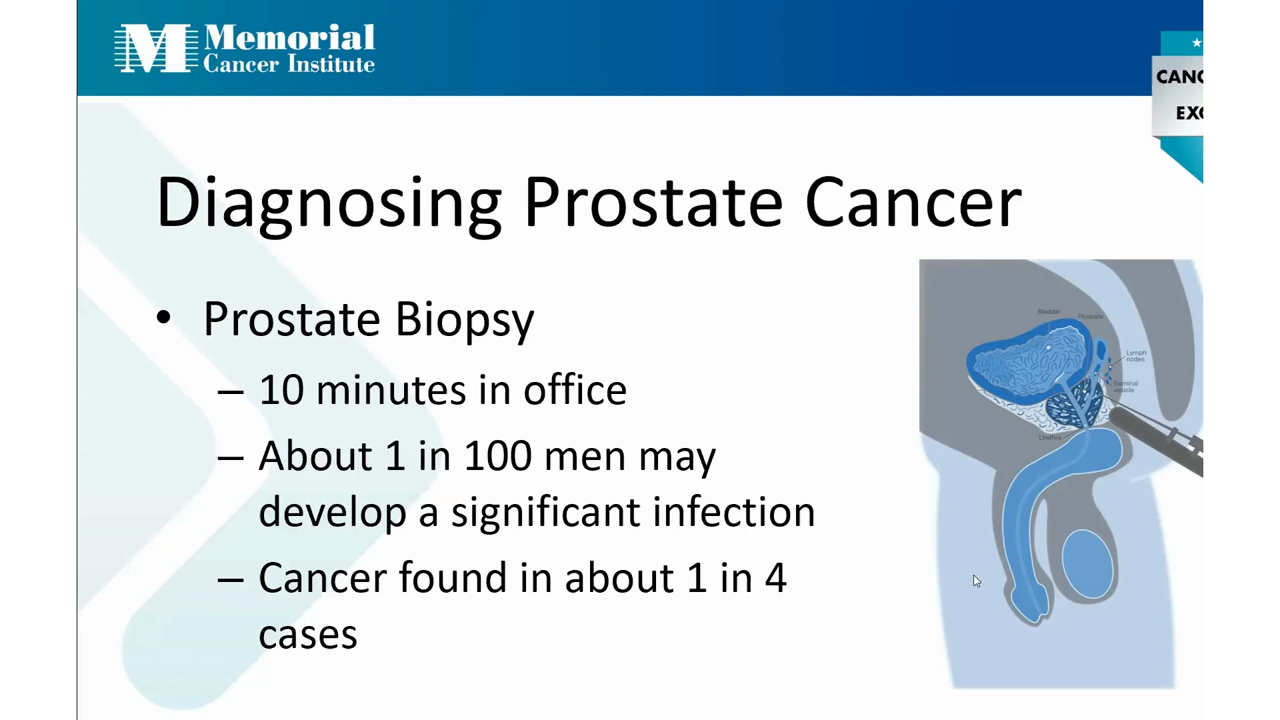 Memorial
Cancer Institute
CANC
EXC
Diagnosing Prostate Cancer
• Prostate Biopsy
– 10 minutes in office
– About 1 in 100 men may
develop a significant infection
– Cancer found in about 1 in 4
cases
Bladder
Prostate
Lymph
nodes
Seminal
vesicle
Urethra